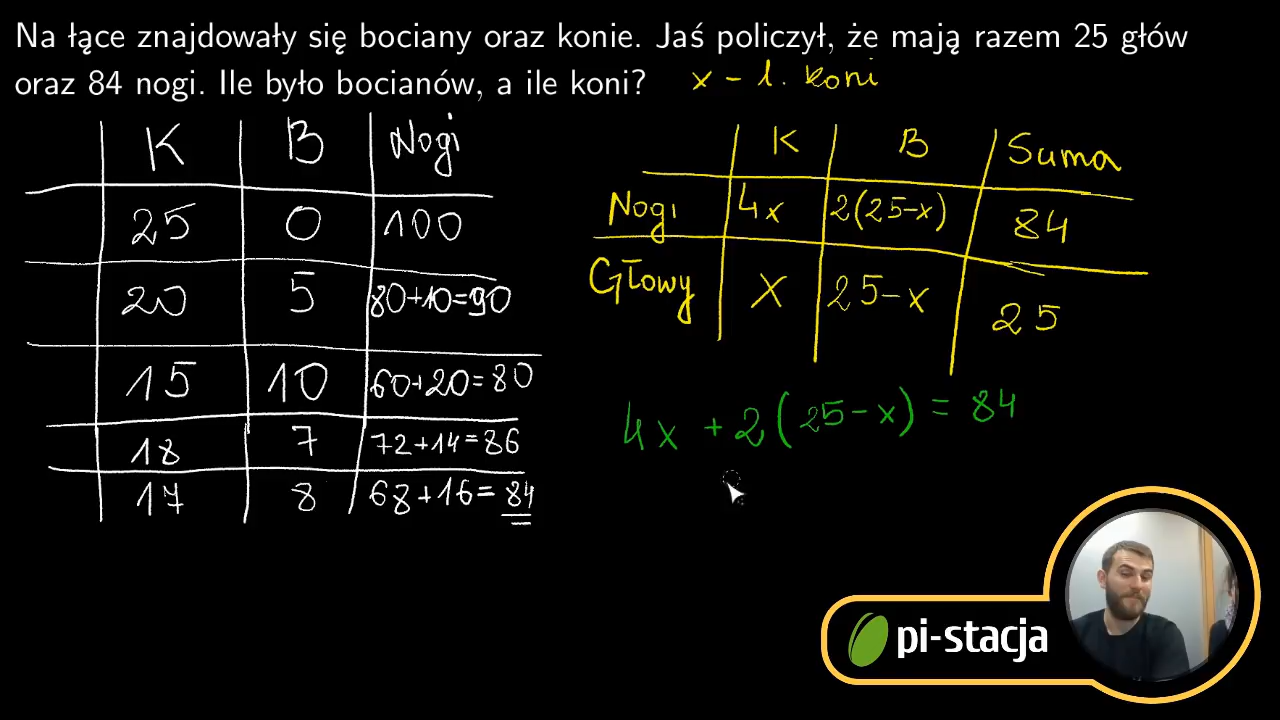 Na łące znajdowały się bociany oraz konie. Jaś policzył, że mają razem 25 głów
oraz 84 nogi. Ile było bocianów, a ile koni?
x - l. koni
K B Nogi
25 0 100
20 5 80+10=90
15 10 60+20=80
18 7 72+14=86
17 8 68+16=84
K B Suma
Nogi 4x 2(25-x) 84
Głowy x 25-x 25
4x + 2(25-x) = 84
pi-stacja